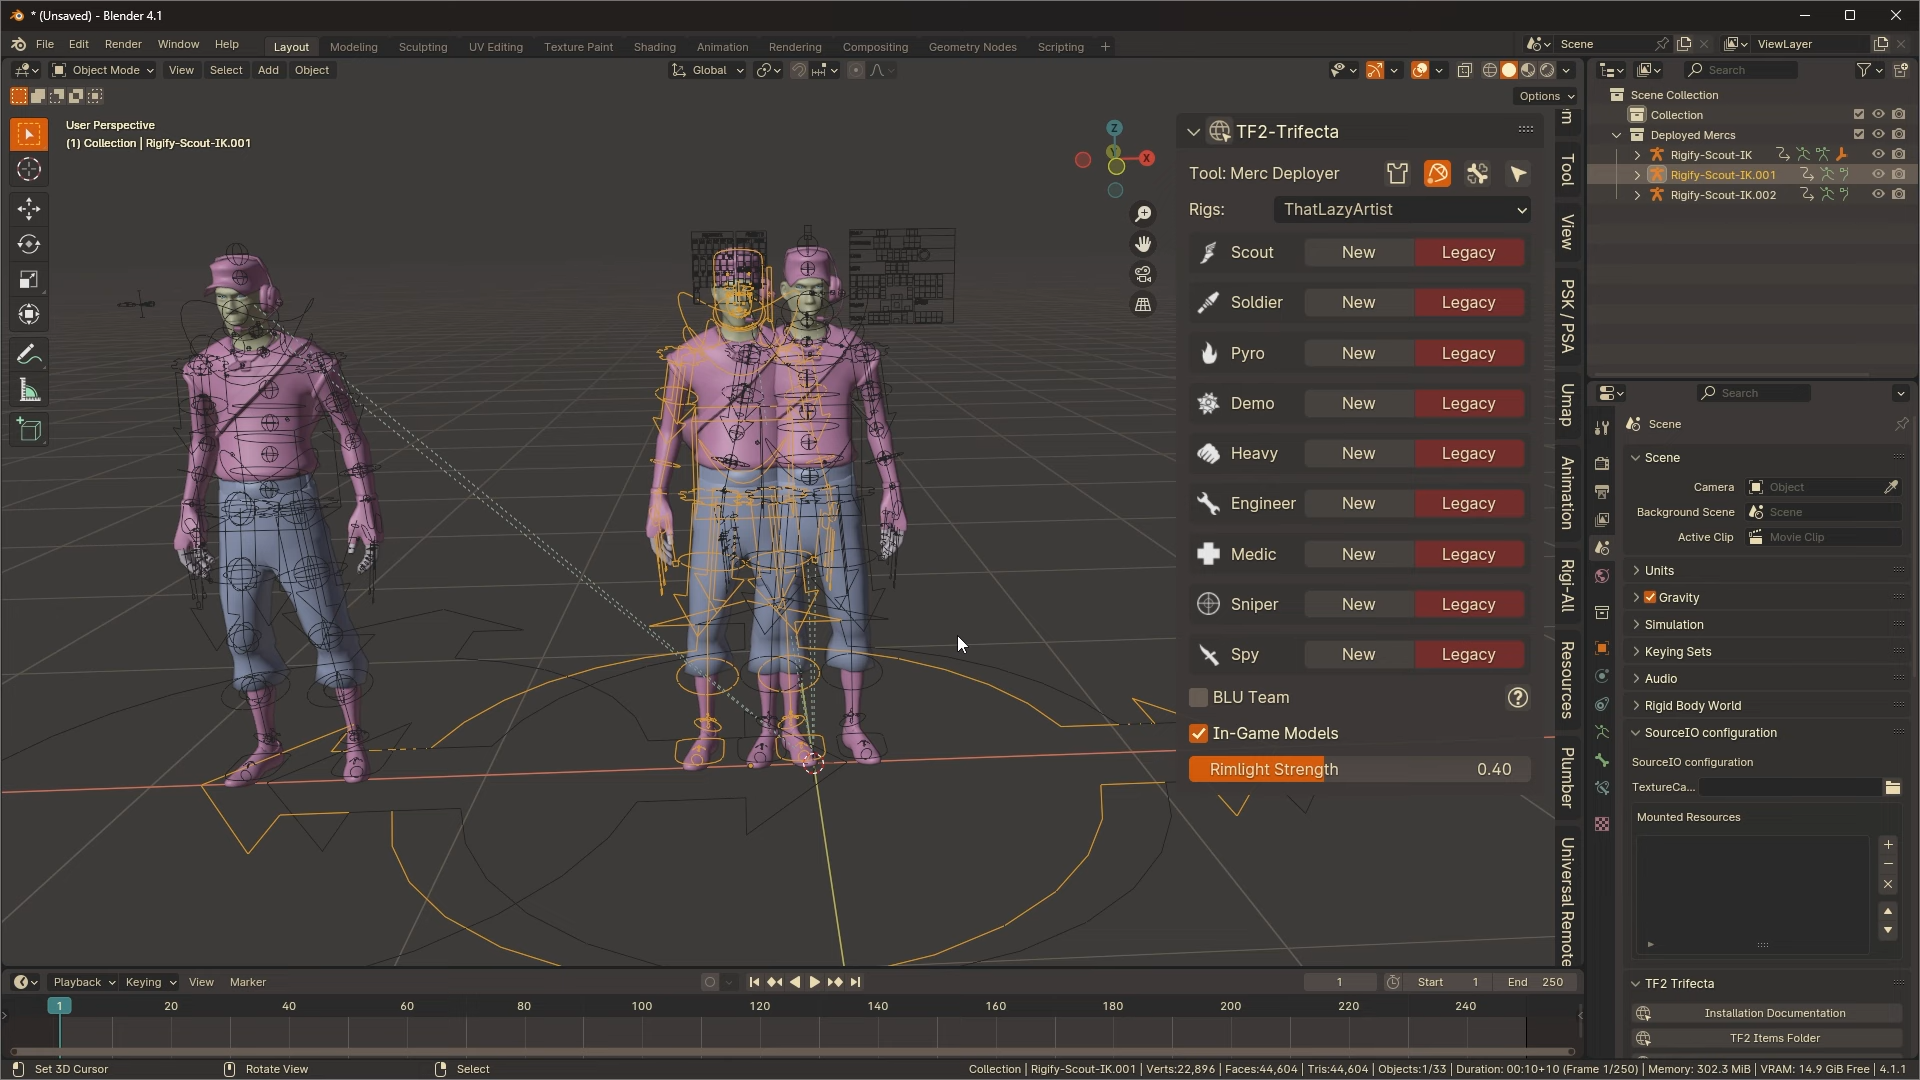 * (Unsaved) - Blender 4.1
File Edit Render Window Help
Layout Modeling Sculpting UV Editing Texture Paint Shading Animation Rendering Compositing Geometry Nodes Scripting +
Scene
ViewLayer
Object Mode View Select Add Object
Global
Search
Options
User Perspective
(1) Collection | Rigify-Scout-IK.001
Z
X
TF2-Trifecta
Tool: Merc Deployer
Rigs: ThatLazyArtist
Scout New Legacy
Soldier New Legacy
Pyro New Legacy
Demo New Legacy
Heavy New Legacy
Engineer New Legacy
Medic New Legacy
Sniper New Legacy
Spy New Legacy
BLU Team
In-Game Models
Rimlight Strength 0.40
Tool
View
PSK / PSA
Umap
Animation
Rigi-All
Resources
Plumber
Universal Remote
Scene Collection
Collection
Deployed Mercs
Rigify-Scout-IK
Rigify-Scout-IK.001
Rigify-Scout-IK.002
Search
Scene
Scene
Camera Object
Background Scene Scene
Active Clip Movie Clip
Units
Gravity
Simulation
Keying Sets
Audio
Rigid Body World
SourceIO configuration
SourceIO configuration
TextureCa...
Mounted Resources
TF2 Trifecta
Installation Documentation
TF2 Items Folder
Playback Keying View Marker
1 Start 1 End 250
1 20 40 60 80 100 120 140 160 180 200 220 240
Set 3D Cursor Rotate View Select
Collection | Rigify-Scout-IK.001 | Verts:22,896 | Faces:44,604 | Tris:44,604 | Objects:1/33 | Duration: 00:10+10 (Frame 1/250) | Memory: 302.3 MiB | VRAM: 14.9 GiB Free | 4.1.1